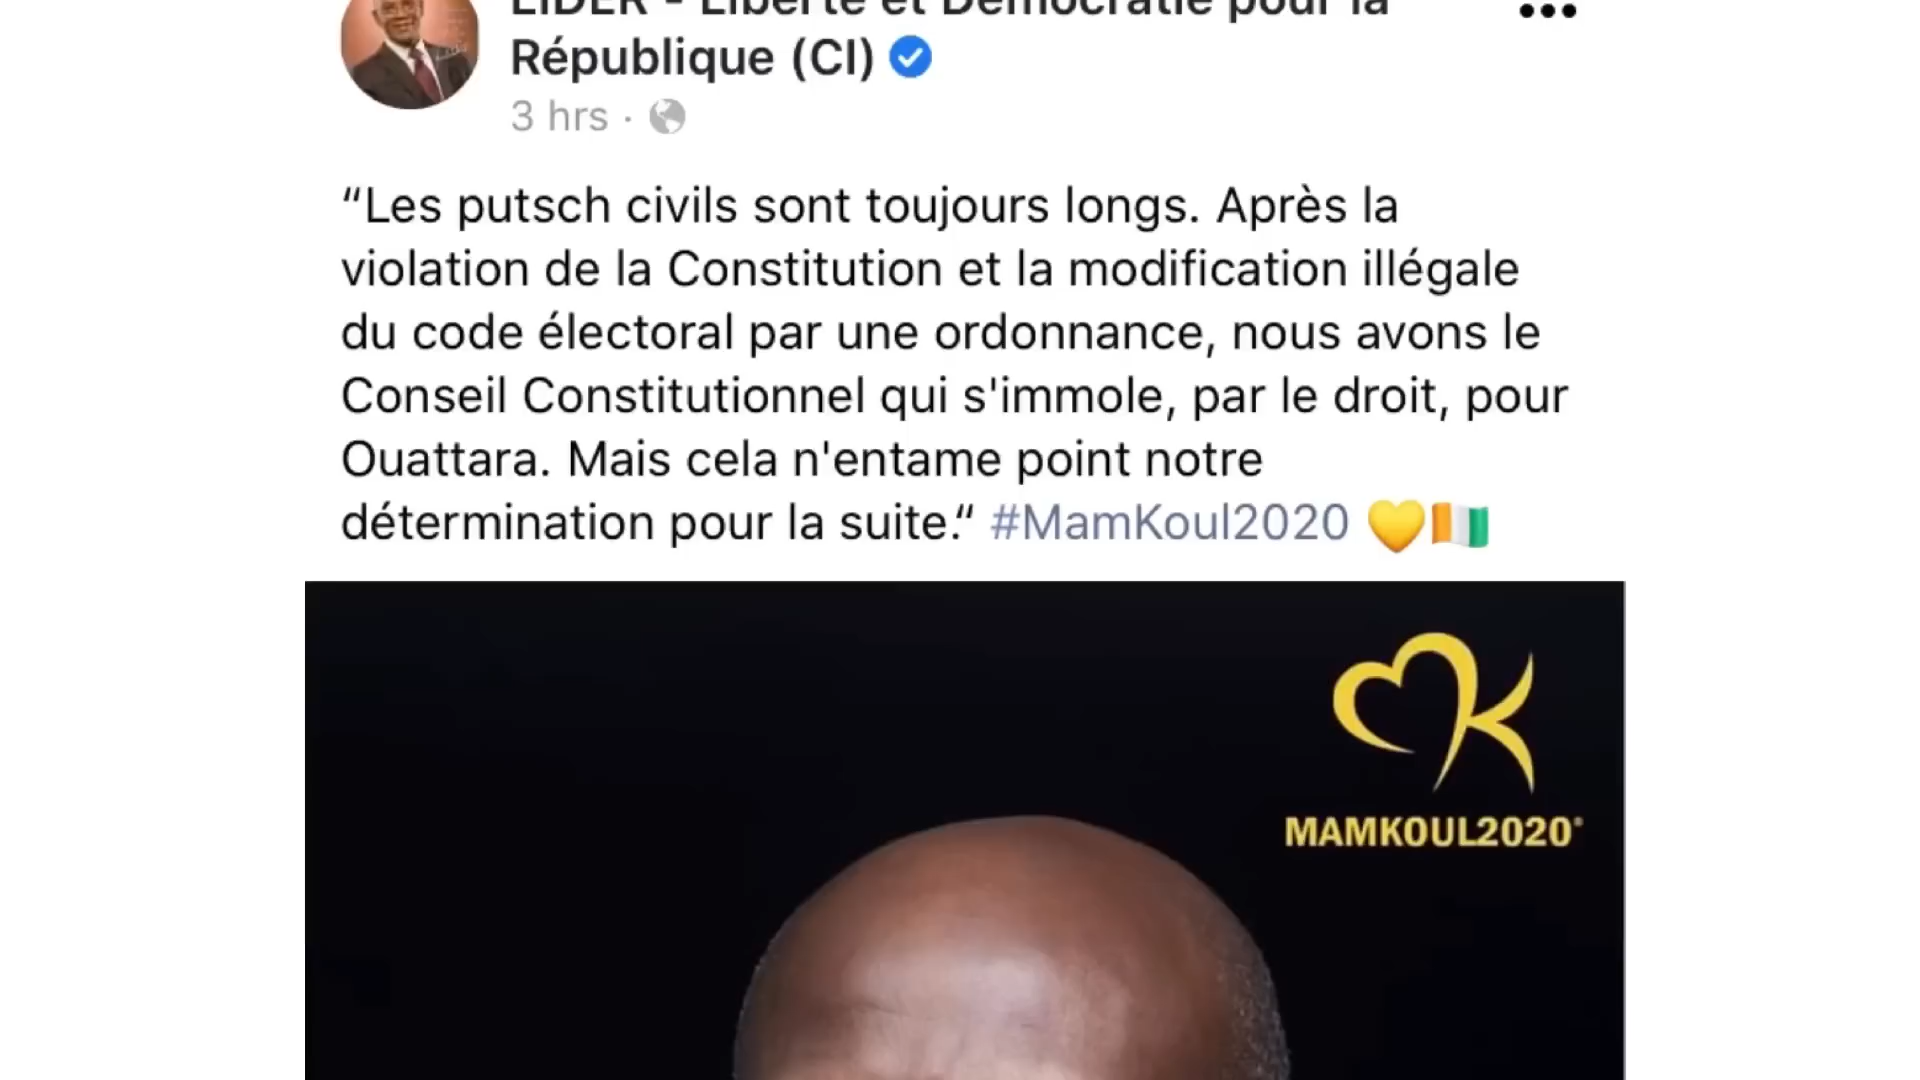 LIDER - Liberté et Démocratie pour la
République (CI)
3 hrs ·
“Les putsch civils sont toujours longs. Après la
violation de la Constitution et la modification illégale
du code électoral par une ordonnance, nous avons le
Conseil Constitutionnel qui s'immole, par le droit, pour
Ouattara. Mais cela n'entame point notre
détermination pour la suite.“ #MamKoul2020 💛🇨🇮
MK
MAMKOUL2020